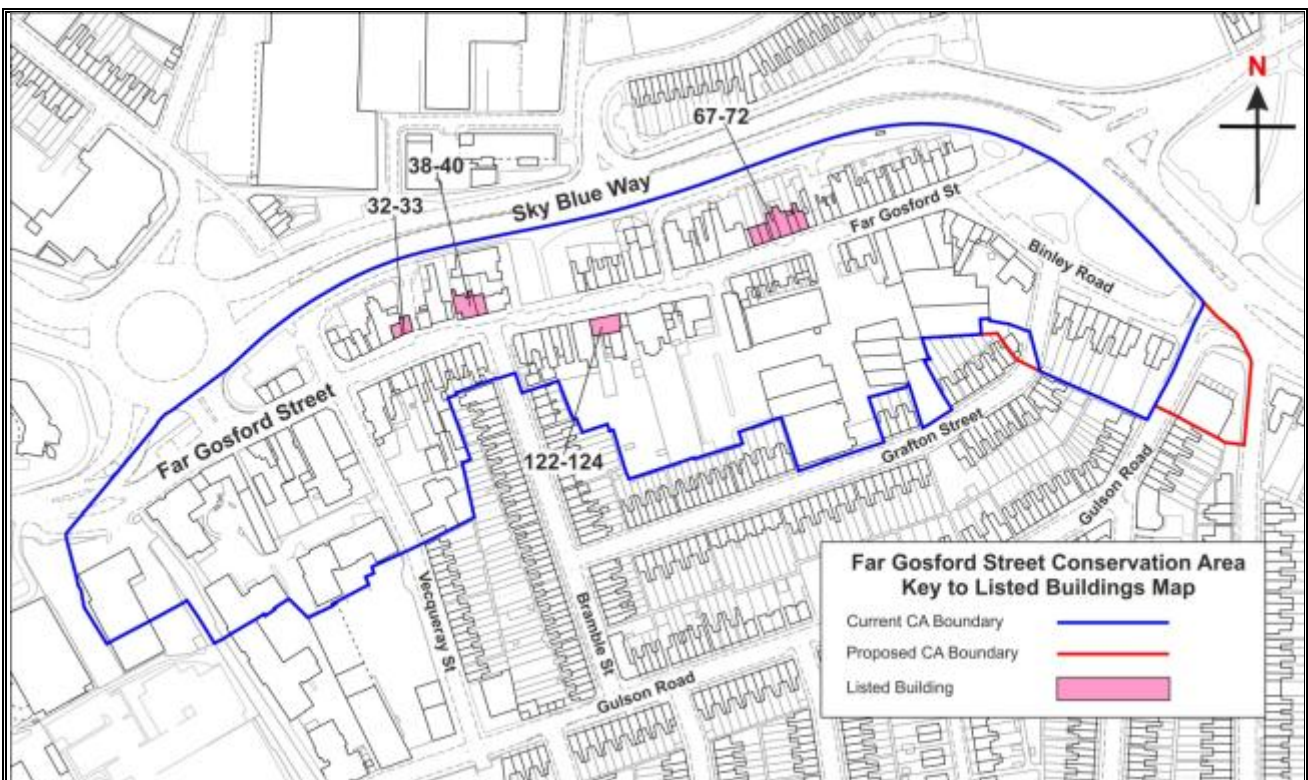 N
67-72
38-40
Sky Blue Way
32-33
Far Gosford St
Binley Road
Far Gosford Street
122-124
Grafton Street
Gulson Road
Vecqueray St
Bramble St
Gulson Road
Far Gosford Street Conservation Area
Key to Listed Buildings Map
Current CA Boundary
Proposed CA Boundary
Listed Building